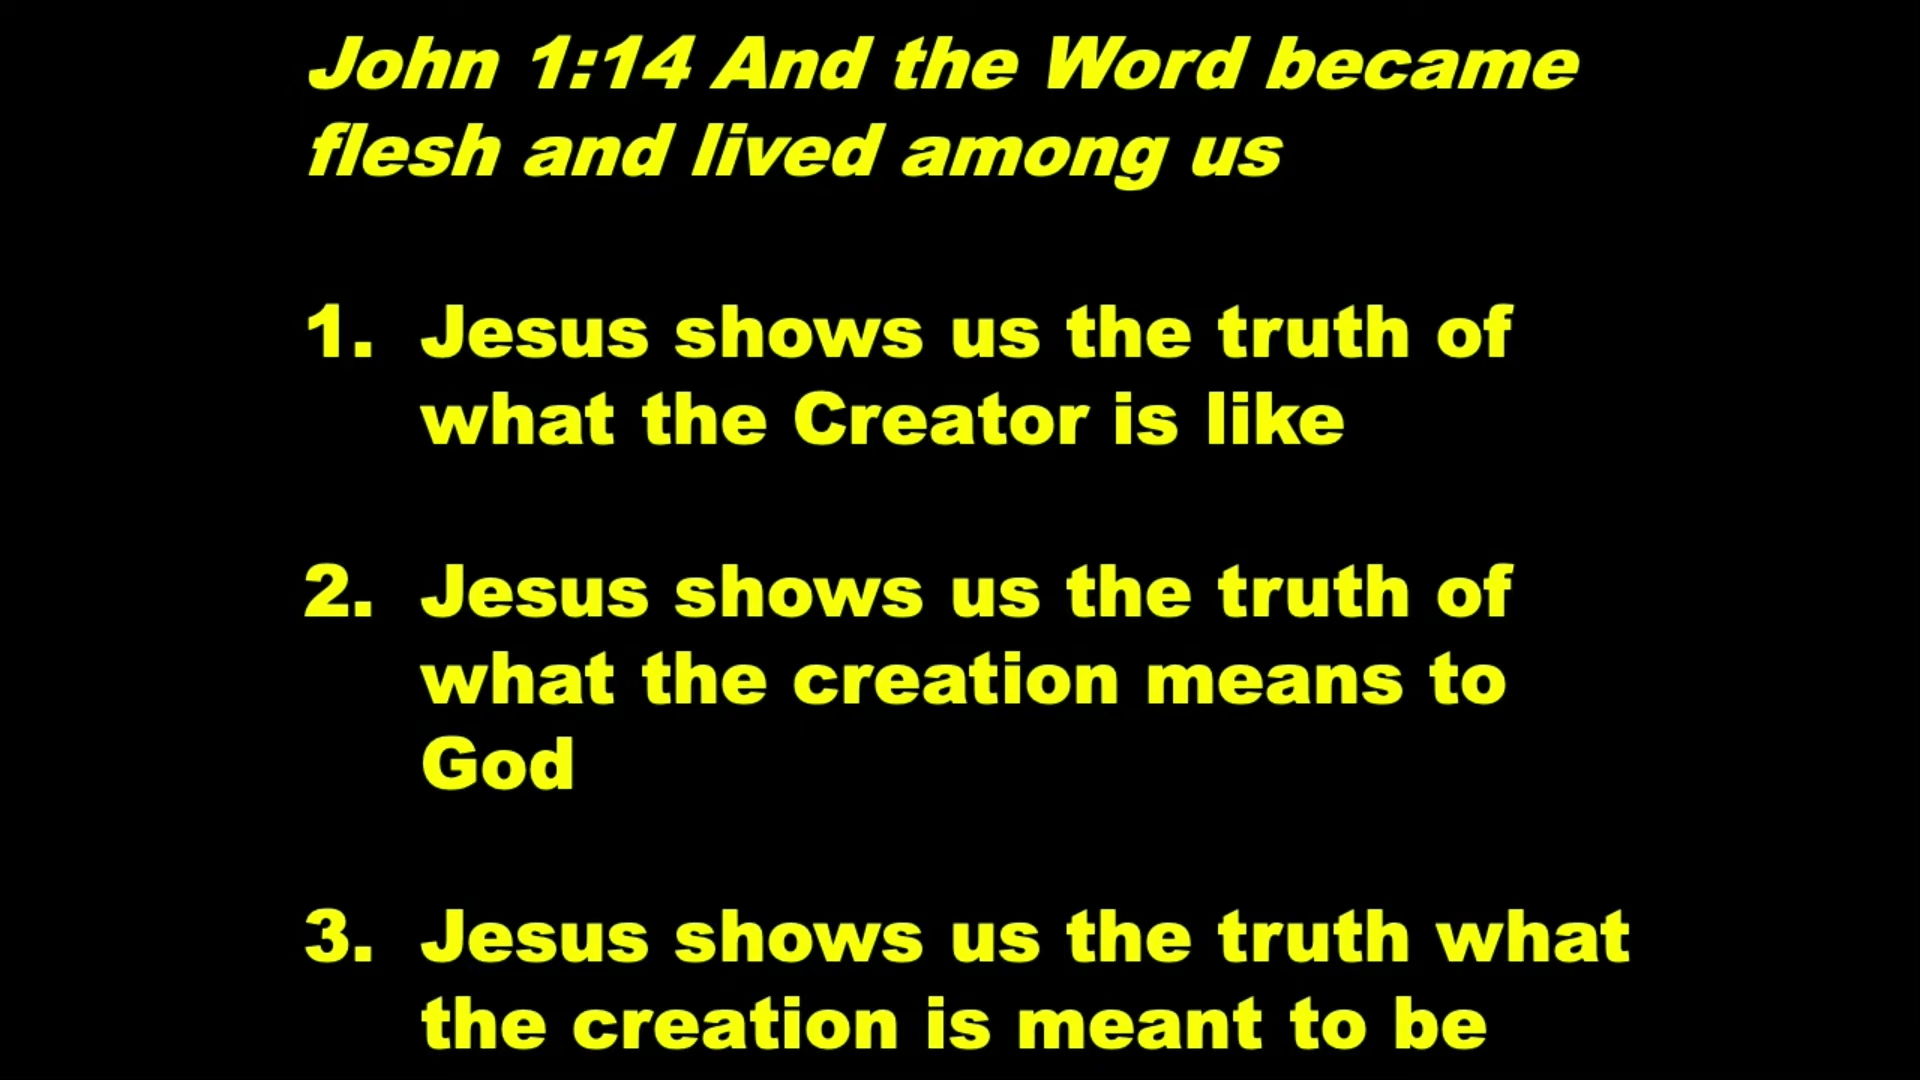 John 1:14 And the Word became
flesh and lived among us
1. Jesus shows us the truth of
what the Creator is like
2. Jesus shows us the truth of
what the creation means to
God
3. Jesus shows us the truth what
the creation is meant to be